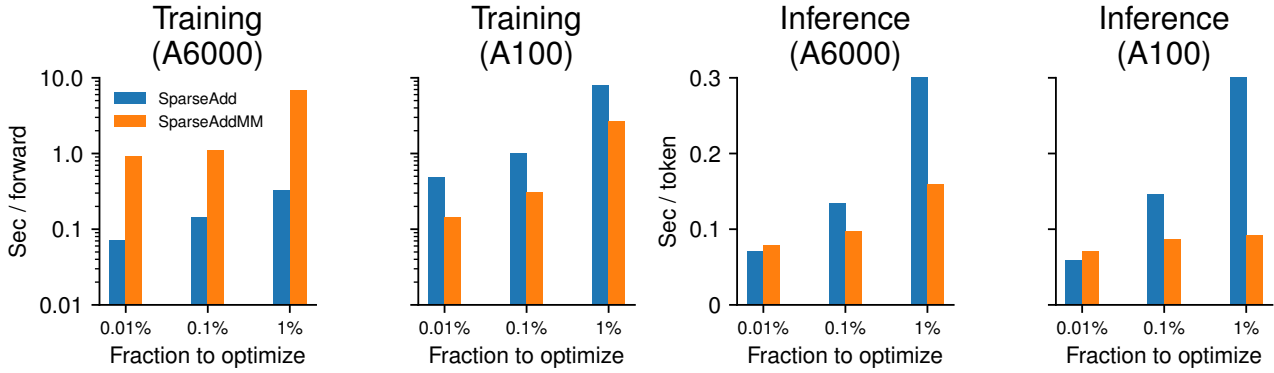 Training
(A6000)
Training
(A100)
Inference
(A6000)
Inference
(A100)
Sec / forward
10.0
1.0
0.1
0.01
SparseAdd
SparseAddMM
0.01% 0.1% 1%
Fraction to optimize
0.01% 0.1% 1%
Fraction to optimize
Sec / token
0.3
0.2
0.1
0
0.01% 0.1% 1%
Fraction to optimize
0.01% 0.1% 1%
Fraction to optimize